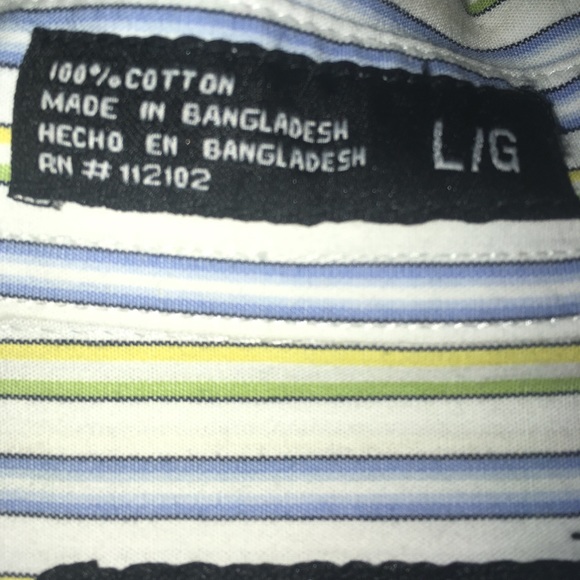 100% COTTON
MADE IN BANGLADESH
HECHO EN BANGLADESH
RN # 112102
L/G